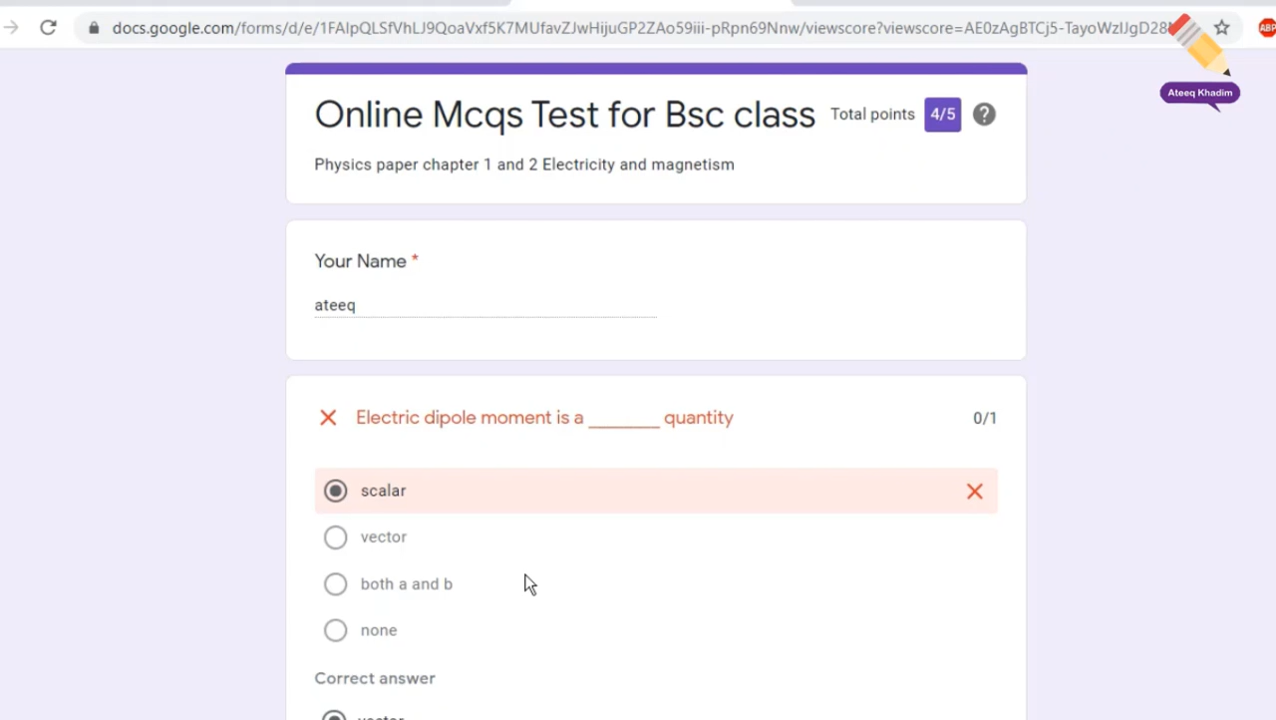 docs.google.com/forms/d/e/1FAIpQLSfVhLJ9QoaVxf5K7MUfavZJwHijuGP2ZAo59iii-pRpn69Nnw/viewscore?viewscore=AE0zAgBTCj5-TayoWzIJgD28
ABP
Ateeq Khadim
Online Mcqs Test for Bsc class
Total points 4/5 ?
Physics paper chapter 1 and 2 Electricity and magnetism
Your Name *
ateeq
Electric dipole moment is a ________ quantity 0/1
scalar
vector
both a and b
none
Correct answer
vector